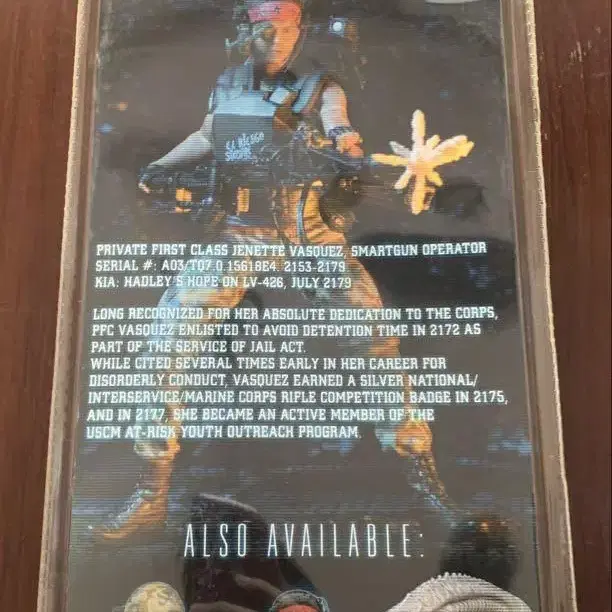 EL RIESGO
SIEMPRE
PRIVATE FIRST CLASS JENETTE VASQUEZ, SMARTGUN OPERATOR
SERIAL #: A03/TQ7.0.15618E4. 2153-2179
KIA: HADLEY'S HOPE ON LV-426, JULY 2179
LONG RECOGNIZED FOR HER ABSOLUTE DEDICATION TO THE CORPS,
PFC VASQUEZ ENLISTED TO AVOID DETENTION TIME IN 2172 AS
PART OF THE SERVICE OF JAIL ACT.
WHILE CITED SEVERAL TIMES EARLY IN HER CAREER FOR
DISORDERLY CONDUCT, VASQUEZ EARNED A SILVER NATIONAL/
INTERSERVICE/MARINE CORPS RIFLE COMPETITION BADGE IN 2175,
AND IN 2177, SHE BECAME AN ACTIVE MEMBER OF THE
USCM AT-RISK YOUTH OUTREACH PROGRAM.
ALSO AVAILABLE: